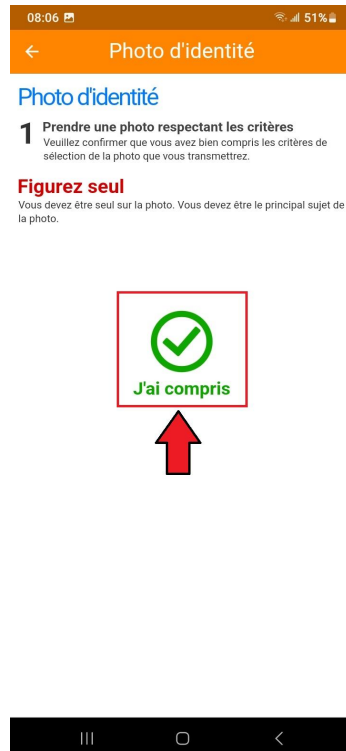 08:06 51%
Photo d'identité
Photo d'identité
1 Prendre une photo respectant les critères
Veuillez confirmer que vous avez bien compris les critères de
sélection de la photo que vous transmettrez.
Figurez seul
Vous devez être seul sur la photo. Vous devez être le principal sujet de
la photo.
J'ai compris